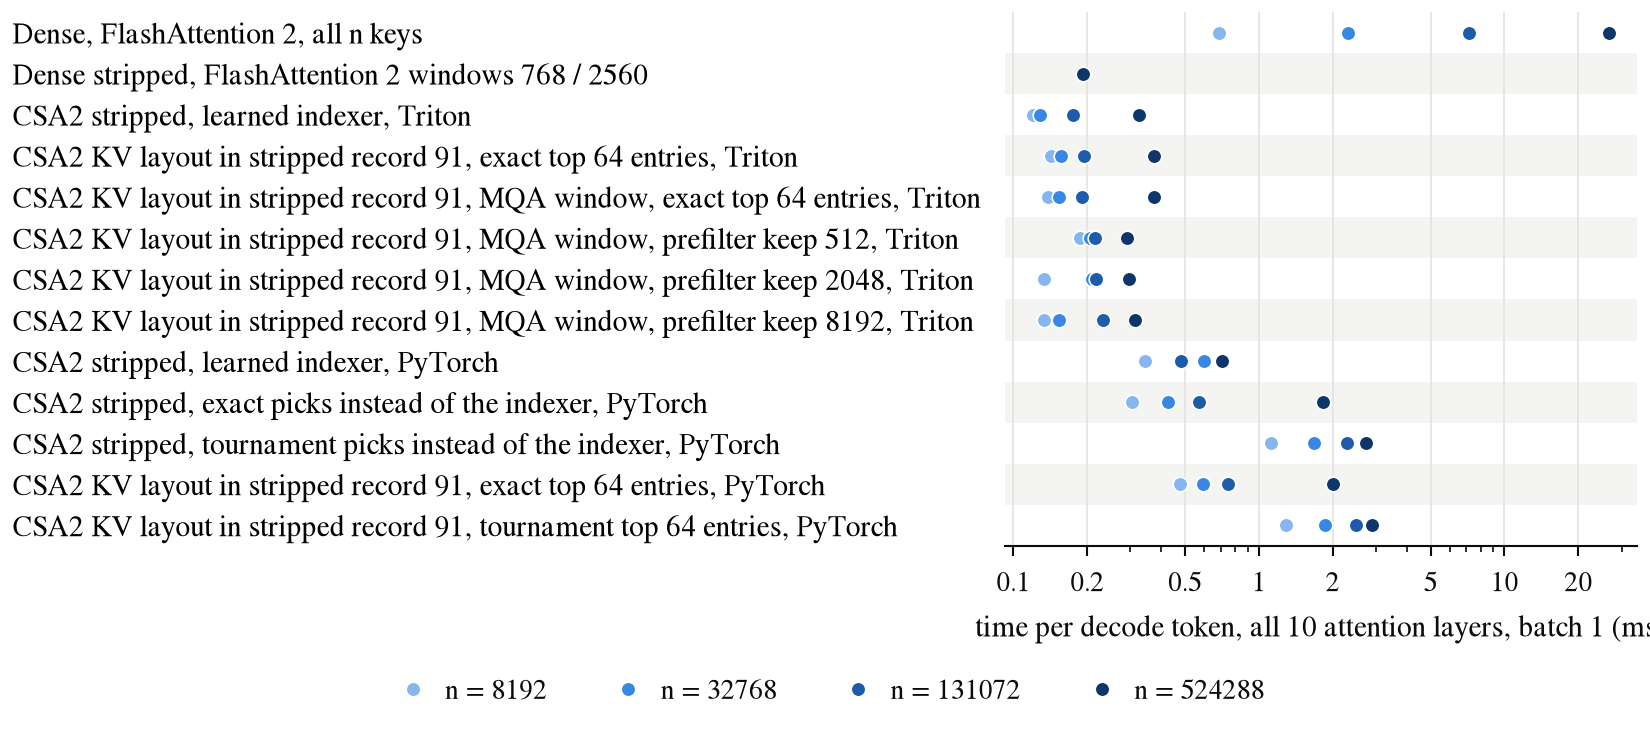 Dense, FlashAttention 2, all n keys
Dense stripped, FlashAttention 2 windows 768 / 2560
CSA2 stripped, learned indexer, Triton
CSA2 KV layout in stripped record 91, exact top 64 entries, Triton
CSA2 KV layout in stripped record 91, MQA window, exact top 64 entries, Triton
CSA2 KV layout in stripped record 91, MQA window, prefilter keep 512, Triton
CSA2 KV layout in stripped record 91, MQA window, prefilter keep 2048, Triton
CSA2 KV layout in stripped record 91, MQA window, prefilter keep 8192, Triton
CSA2 stripped, learned indexer, PyTorch
CSA2 stripped, exact picks instead of the indexer, PyTorch
CSA2 stripped, tournament picks instead of the indexer, PyTorch
CSA2 KV layout in stripped record 91, exact top 64 entries, PyTorch
CSA2 KV layout in stripped record 91, tournament top 64 entries, PyTorch
0.1 0.2 0.5 1 2 5 10 20
time per decode token, all 10 attention layers, batch 1 (ms
n = 8192 n = 32768 n = 131072 n = 524288